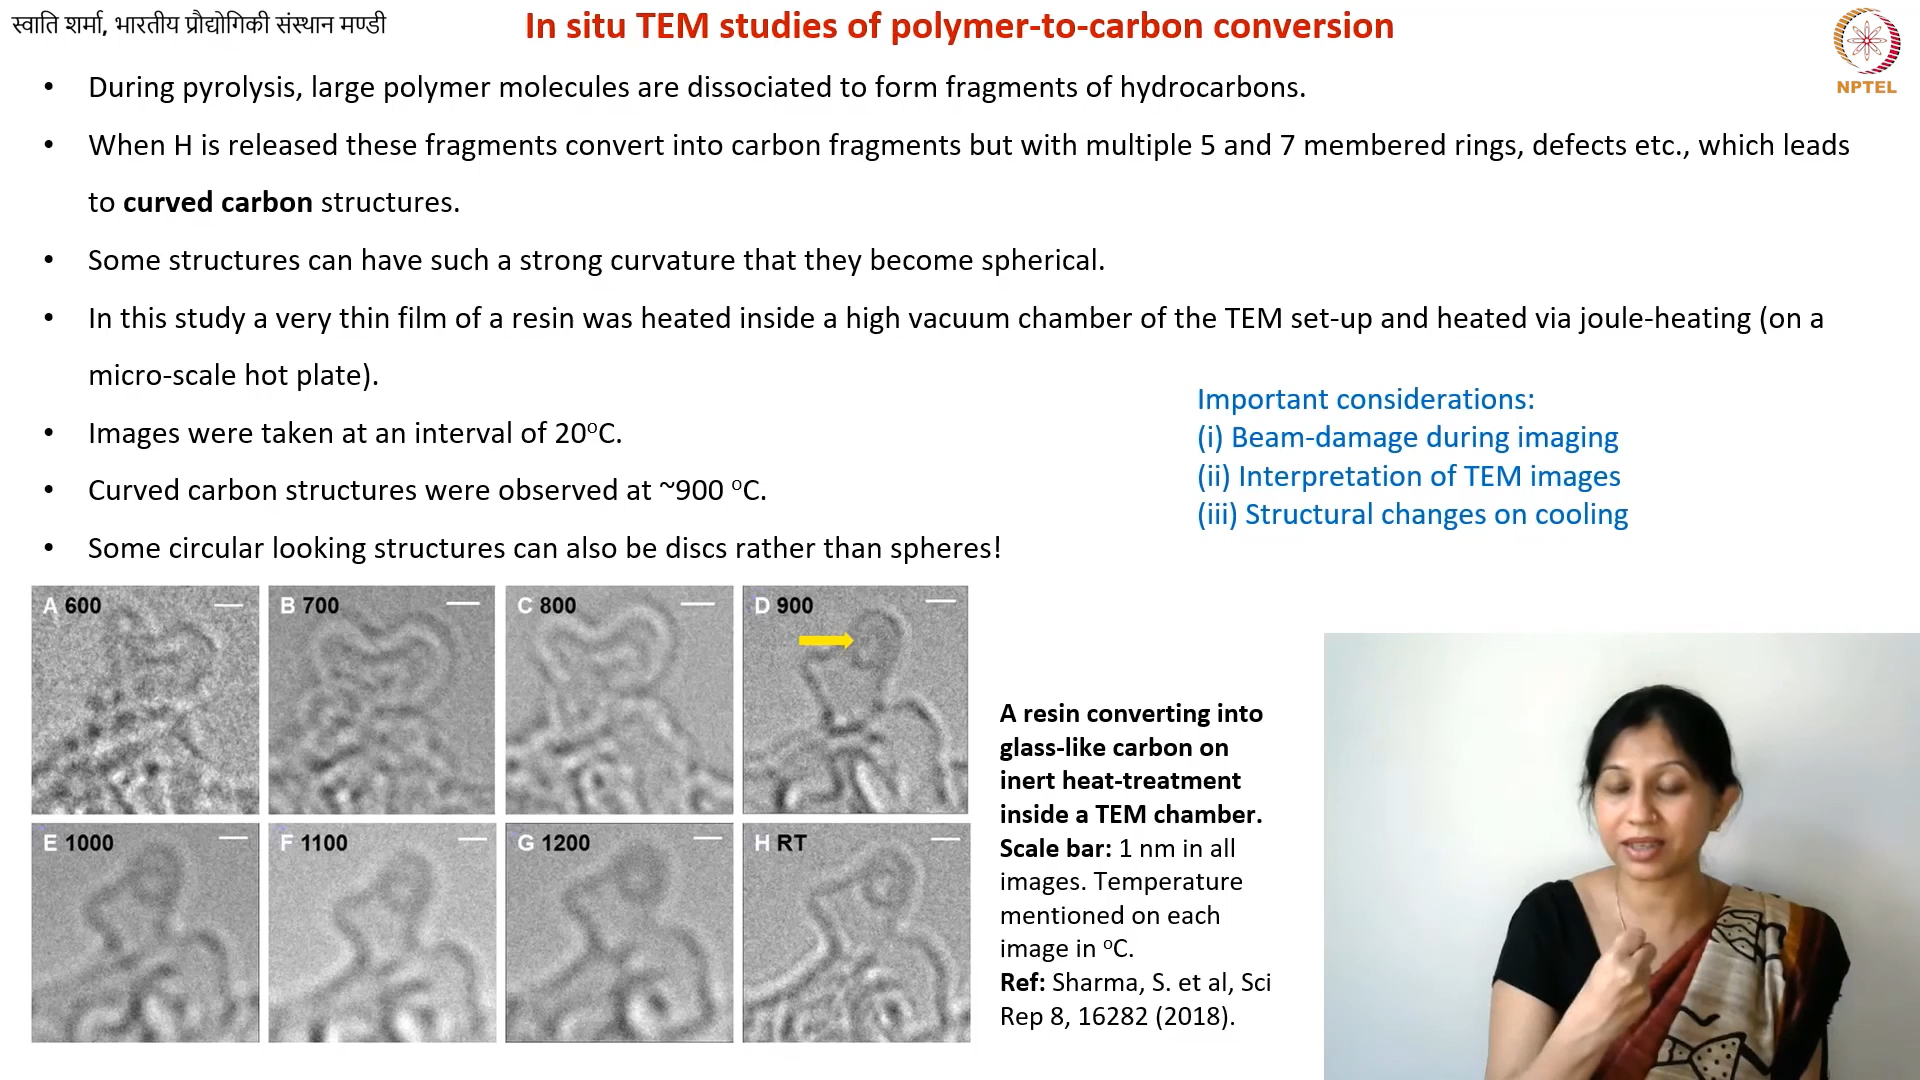 स्वाति शर्मा, भारतीय प्रौद्योगिकी संस्थान मण्डी
In situ TEM studies of polymer-to-carbon conversion
NPTEL
• During pyrolysis, large polymer molecules are dissociated to form fragments of hydrocarbons.
• When H is released these fragments convert into carbon fragments but with multiple 5 and 7 membered rings, defects etc., which leads
to curved carbon structures.
• Some structures can have such a strong curvature that they become spherical.
• In this study a very thin film of a resin was heated inside a high vacuum chamber of the TEM set-up and heated via joule-heating (on a
micro-scale hot plate).
• Images were taken at an interval of 20°C.
• Curved carbon structures were observed at ~900 °C.
• Some circular looking structures can also be discs rather than spheres!
Important considerations:
(i) Beam-damage during imaging
(ii) Interpretation of TEM images
(iii) Structural changes on cooling
A 600
B 700
C 800
D 900
E 1000
F 1100
G 1200
H RT
A resin converting into
glass-like carbon on
inert heat-treatment
inside a TEM chamber.
Scale bar: 1 nm in all
images. Temperature
mentioned on each
image in °C.
Ref: Sharma, S. et al, Sci
Rep 8, 16282 (2018).